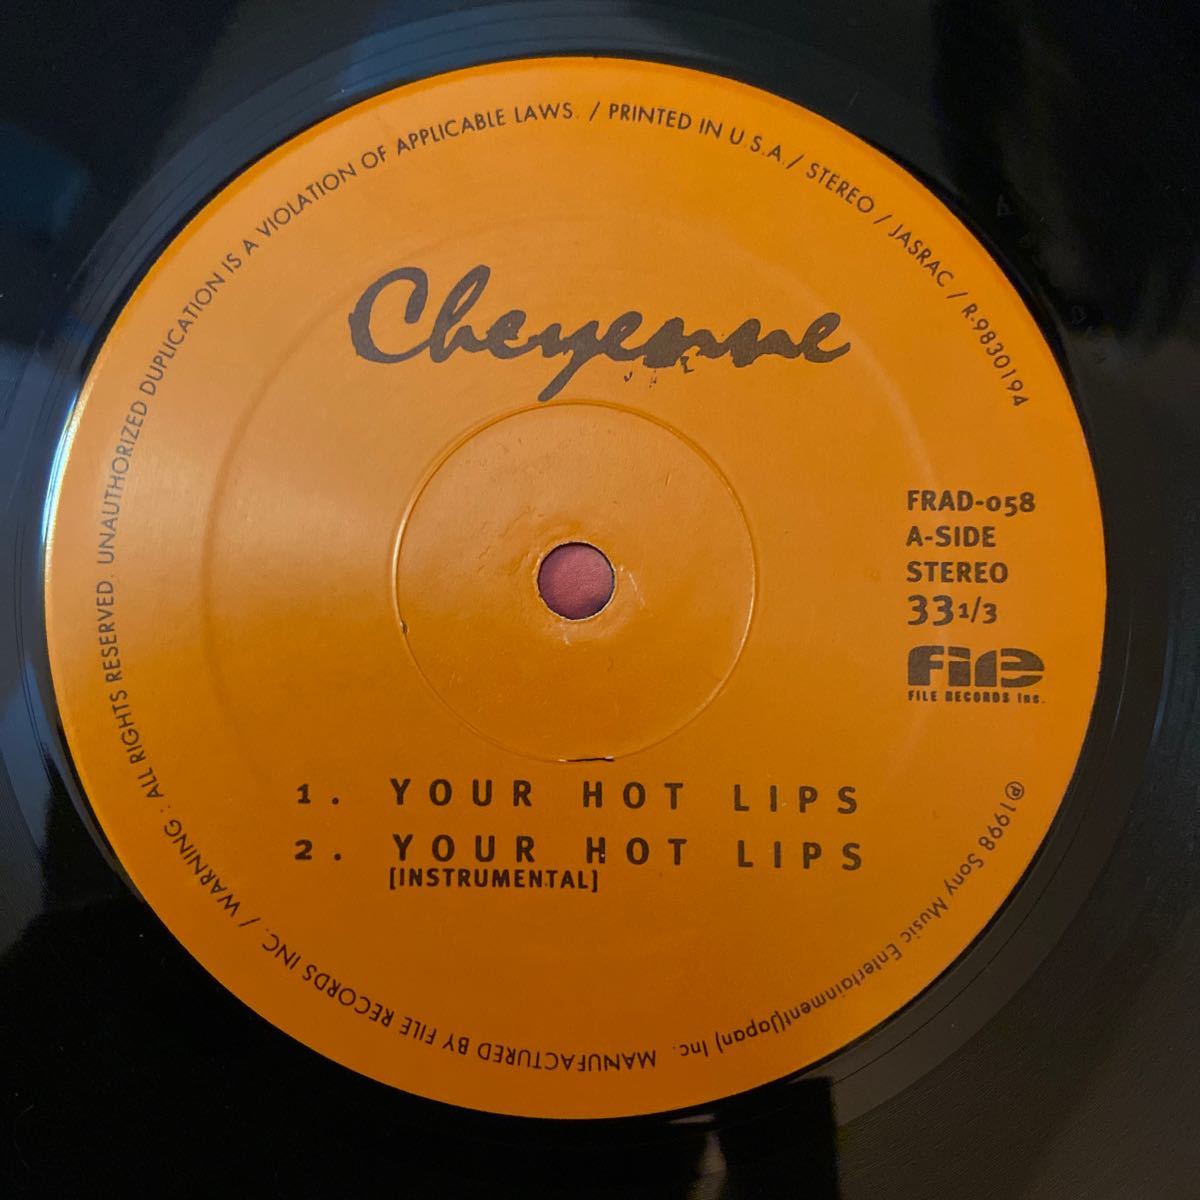 Cheyenne
FRAD-058
A-SIDE
STEREO
33 1/3
File
FILE RECORDS Inc.
1. YOUR HOT LIPS
2. YOUR HOT LIPS
[INSTRUMENTAL]
℗1998 Sony Music Entertainment(Japan) Inc. MANUFACTURED BY FILE RECORDS INC. / WARNING : ALL RIGHTS RESERVED. UNAUTHORIZED DUPLICATION IS A VIOLATION OF APPLICABLE LAWS. / PRINTED IN U.S.A. / STEREO / JASRAC / R-9830194